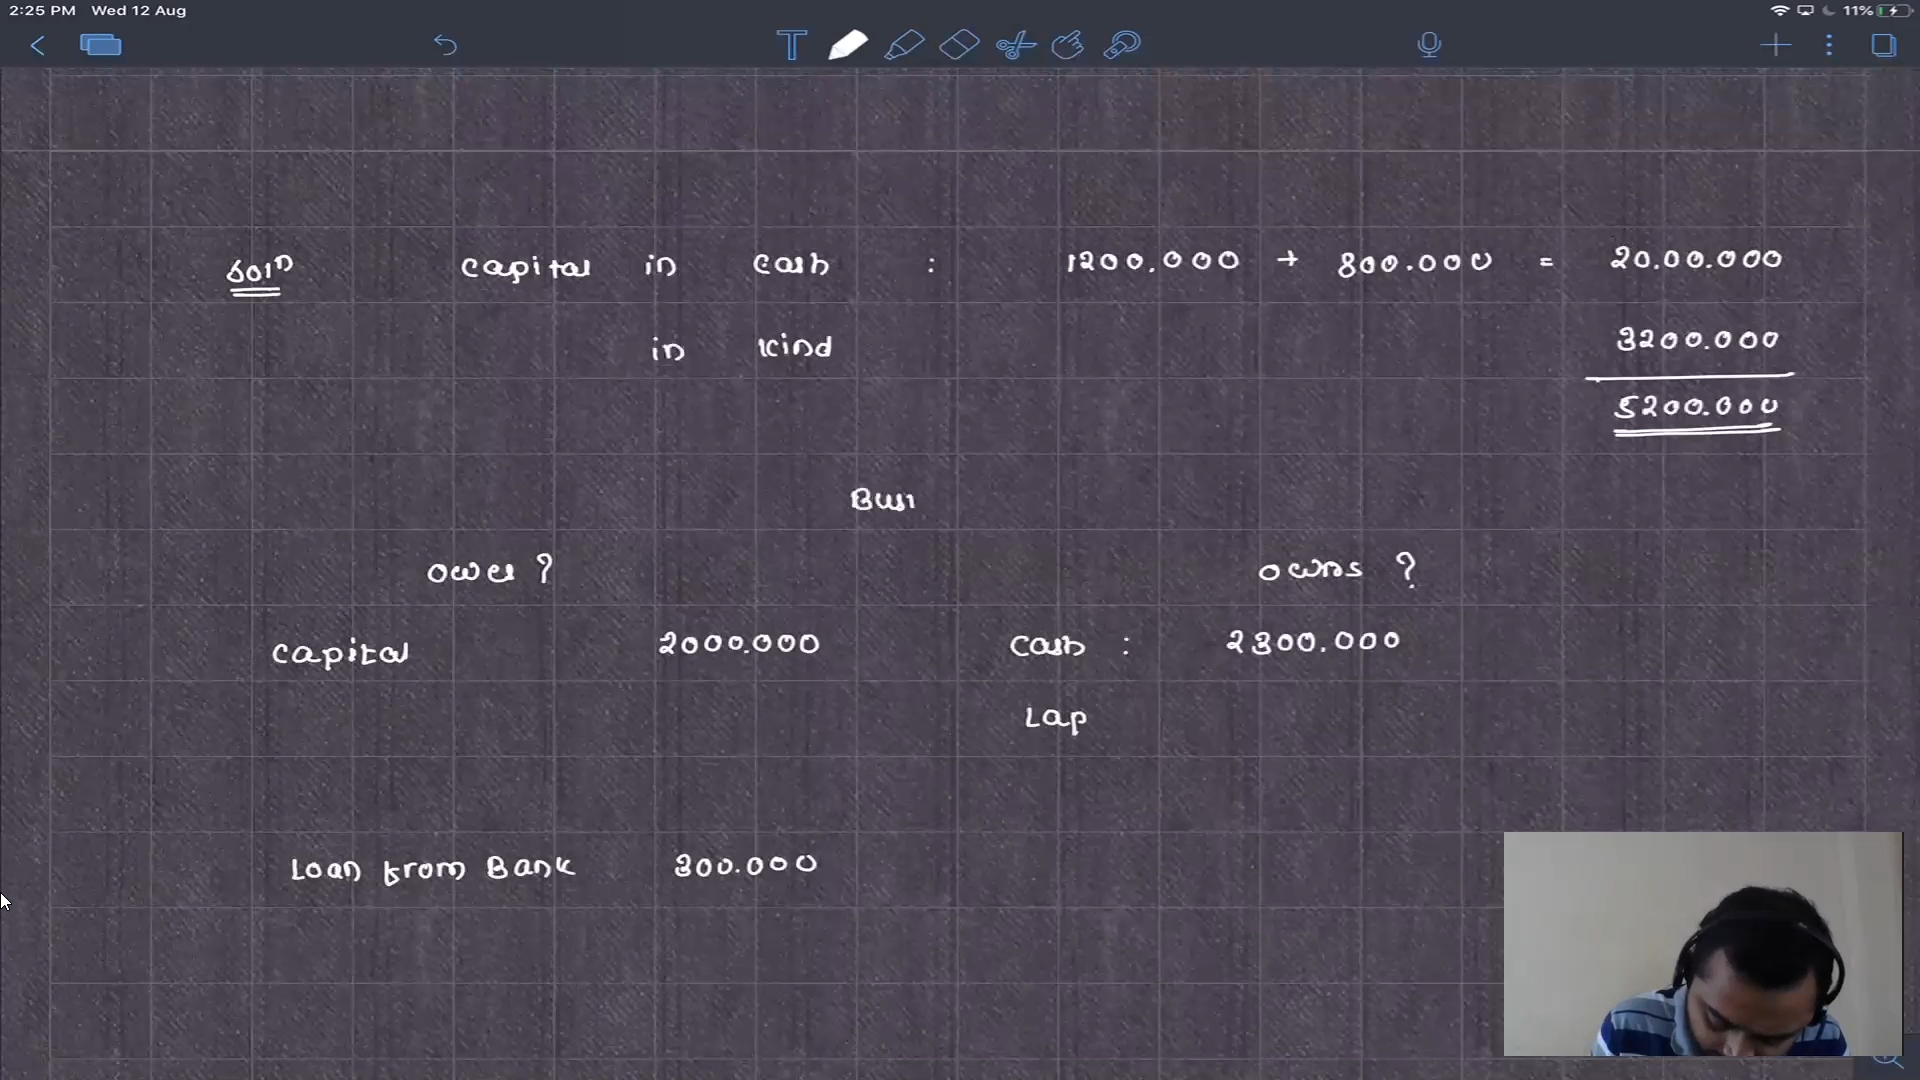 2:25 PM Wed 12 Aug 11%
T
Soln Capital in Cash : 1200.000 + 800.000 = 20.00.000
in kind 3200.000
5200.000
Busi
owes ? owns ?
Capital 2000.000 Cash : 2300.000
Lap
Loan from Bank 300.000